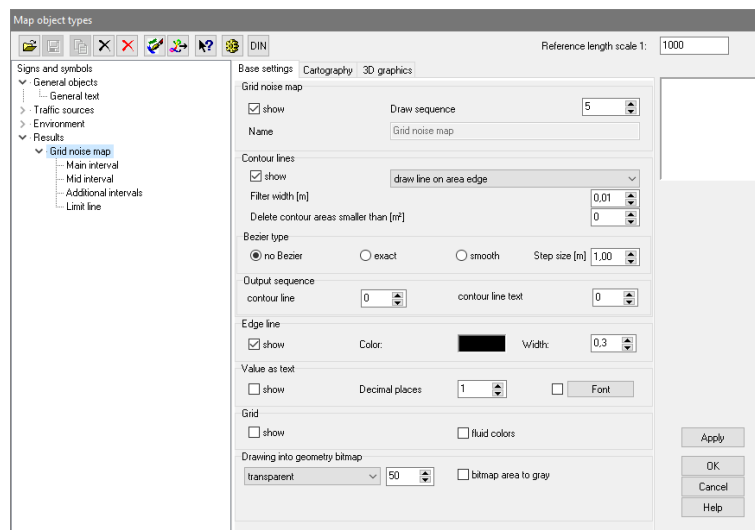 Map object types
DIN
Reference length scale 1: 1000
Signs and symbols
General objects
General text
Traffic sources
Environment
Results
Grid noise map
Main interval
Mid interval
Additional intervals
Limit line
Base settings Cartography 3D graphics
Grid noise map
show Draw sequence 5
Name Grid noise map
Contour lines
show draw line on area edge
Filter width [m] 0,01
Delete contour areas smaller than [m²] 0
Bezier type
no Bezier exact smooth Step size [m] 1,00
Output sequence
contour line 0 contour line text 0
Edge line
show Color: Width: 0,3
Value as text
show Decimal places 1 Font
Grid
show fluid colors
Drawing into geometry bitmap
transparent 50 bitmap area to gray
Apply
OK
Cancel
Help